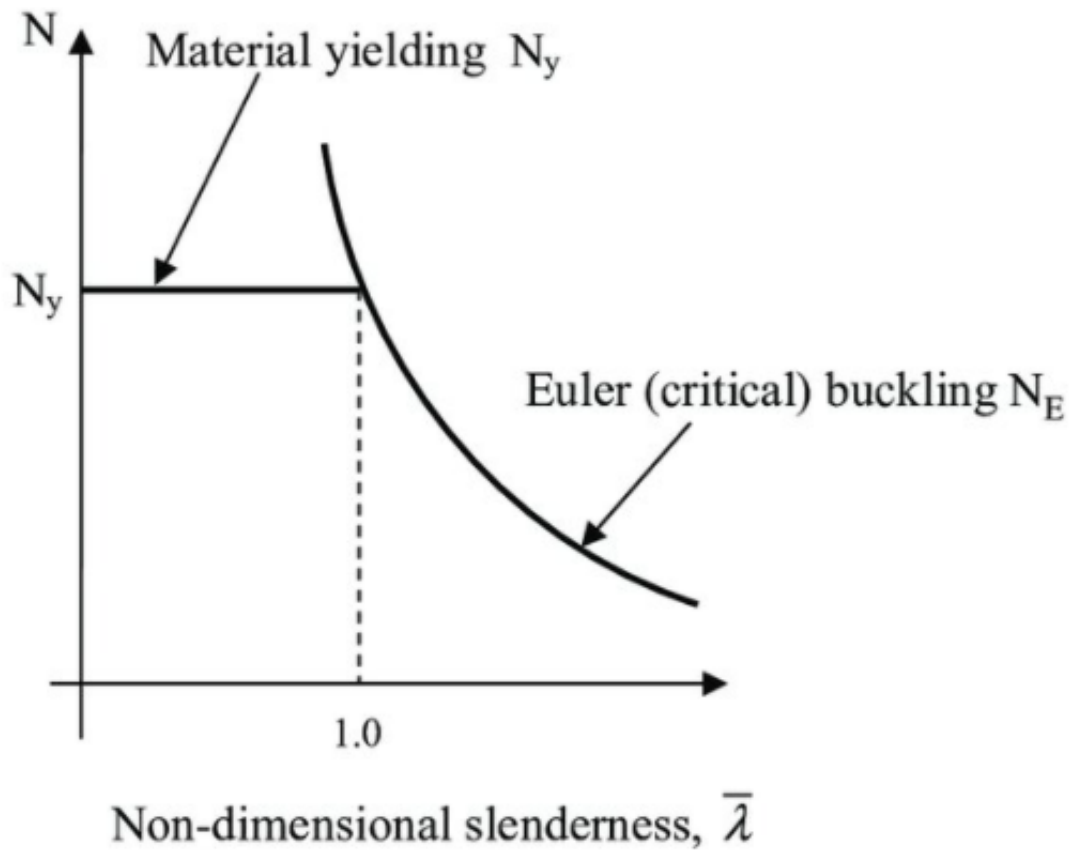 N
Material yielding N_y
N_y
Euler (critical) buckling N_E
1.0
Non-dimensional slenderness, λ̅